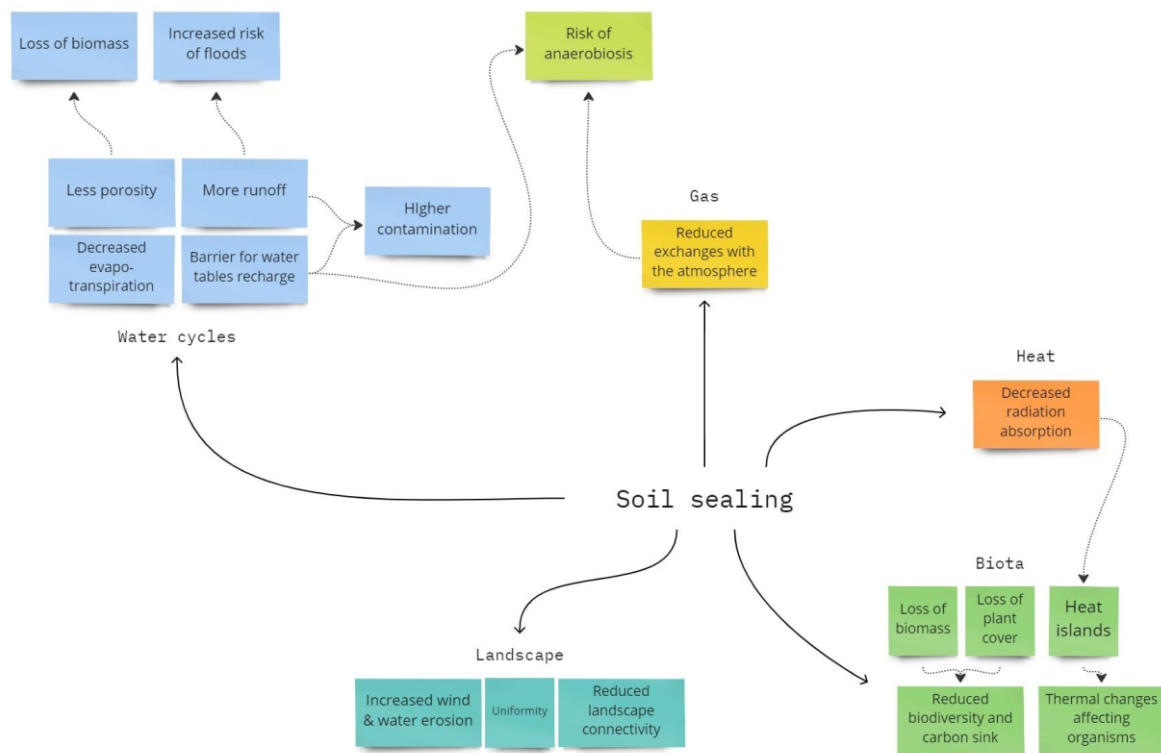 Loss of biomass
Increased risk
of floods
Risk of
anaerobiosis
Less porosity
More runoff
HIgher
contamination
Decreased
evapo-
transpiration
Barrier for water
tables recharge
Water cycles
Gas
Reduced
exchanges with
the atmosphere
Heat
Decreased
radiation
absorption
Soil sealing
Biota
Loss of
biomass
Loss of
plant
cover
Heat
islands
Reduced
biodiversity and
carbon sink
Thermal changes
affecting
organisms
Landscape
Increased wind
& water erosion
Uniformity
Reduced
landscape
connectivity